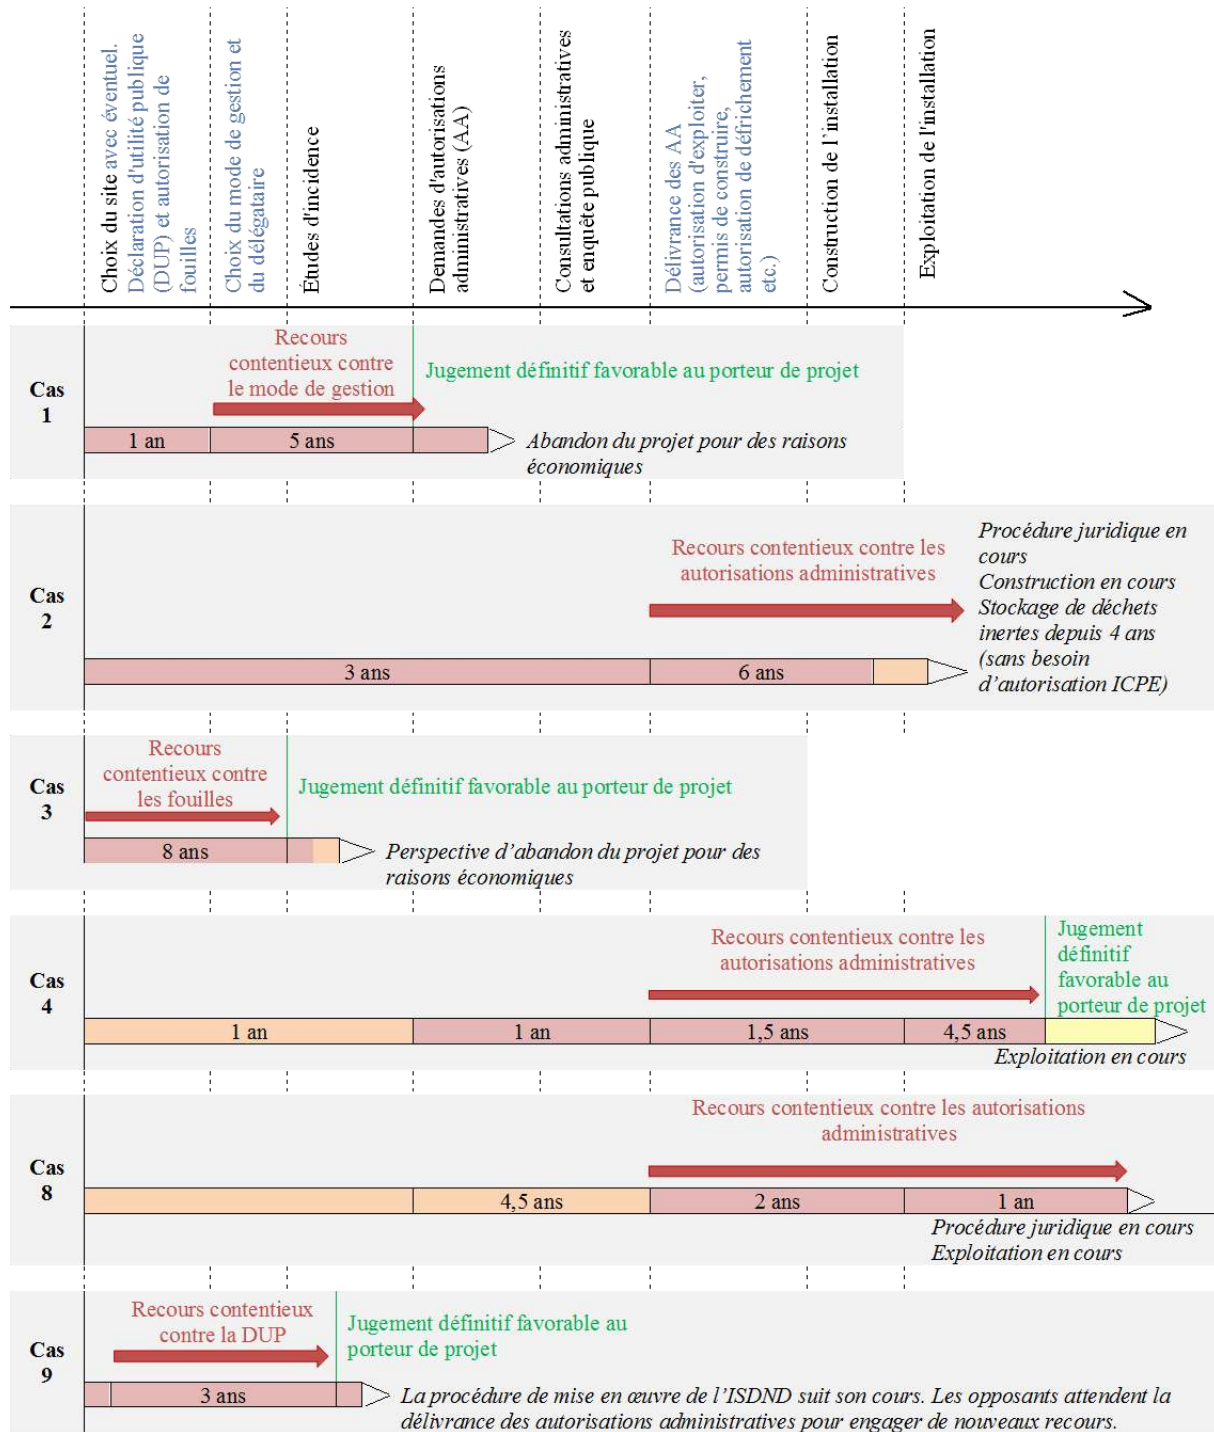 Choix du site avec éventuel.
Déclaration d'utilité publique
(DUP) et autorisation de
fouilles
Choix du mode de gestion et
du délégataire
Études d'incidence
Demandes d'autorisations
administratives (AA)
Consultations administratives
et enquête publique
Délivrance des AA
(autorisation d'exploiter,
permis de construire,
autorisation de défrichement
etc.)
Construction de l'installation
Exploitation de l'installation
Cas
1
Recours
contentieux contre
le mode de gestion
Jugement définitif favorable au porteur de projet
1 an
5 ans
Abandon du projet pour des raisons
économiques
Cas
2
Recours contentieux contre les
autorisations administratives
Procédure juridique en
cours
Construction en cours
Stockage de déchets
inertes depuis 4 ans
(sans besoin
d'autorisation ICPE)
3 ans
6 ans
Cas
3
Recours
contentieux contre
les fouilles
Jugement définitif favorable au porteur de projet
8 ans
Perspective d'abandon du projet pour des
raisons économiques
Cas
4
Recours contentieux contre les
autorisations administratives
Jugement
définitif
favorable au
porteur de projet
1 an
1 an
1,5 ans
4,5 ans
Exploitation en cours
Cas
8
Recours contentieux contre les autorisations
administratives
4,5 ans
2 ans
1 an
Procédure juridique en cours
Exploitation en cours
Cas
9
Recours contentieux
contre la DUP
Jugement définitif favorable au
porteur de projet
3 ans
La procédure de mise en œuvre de l'ISDND suit son cours. Les opposants attendent la
délivrance des autorisations administratives pour engager de nouveaux recours.